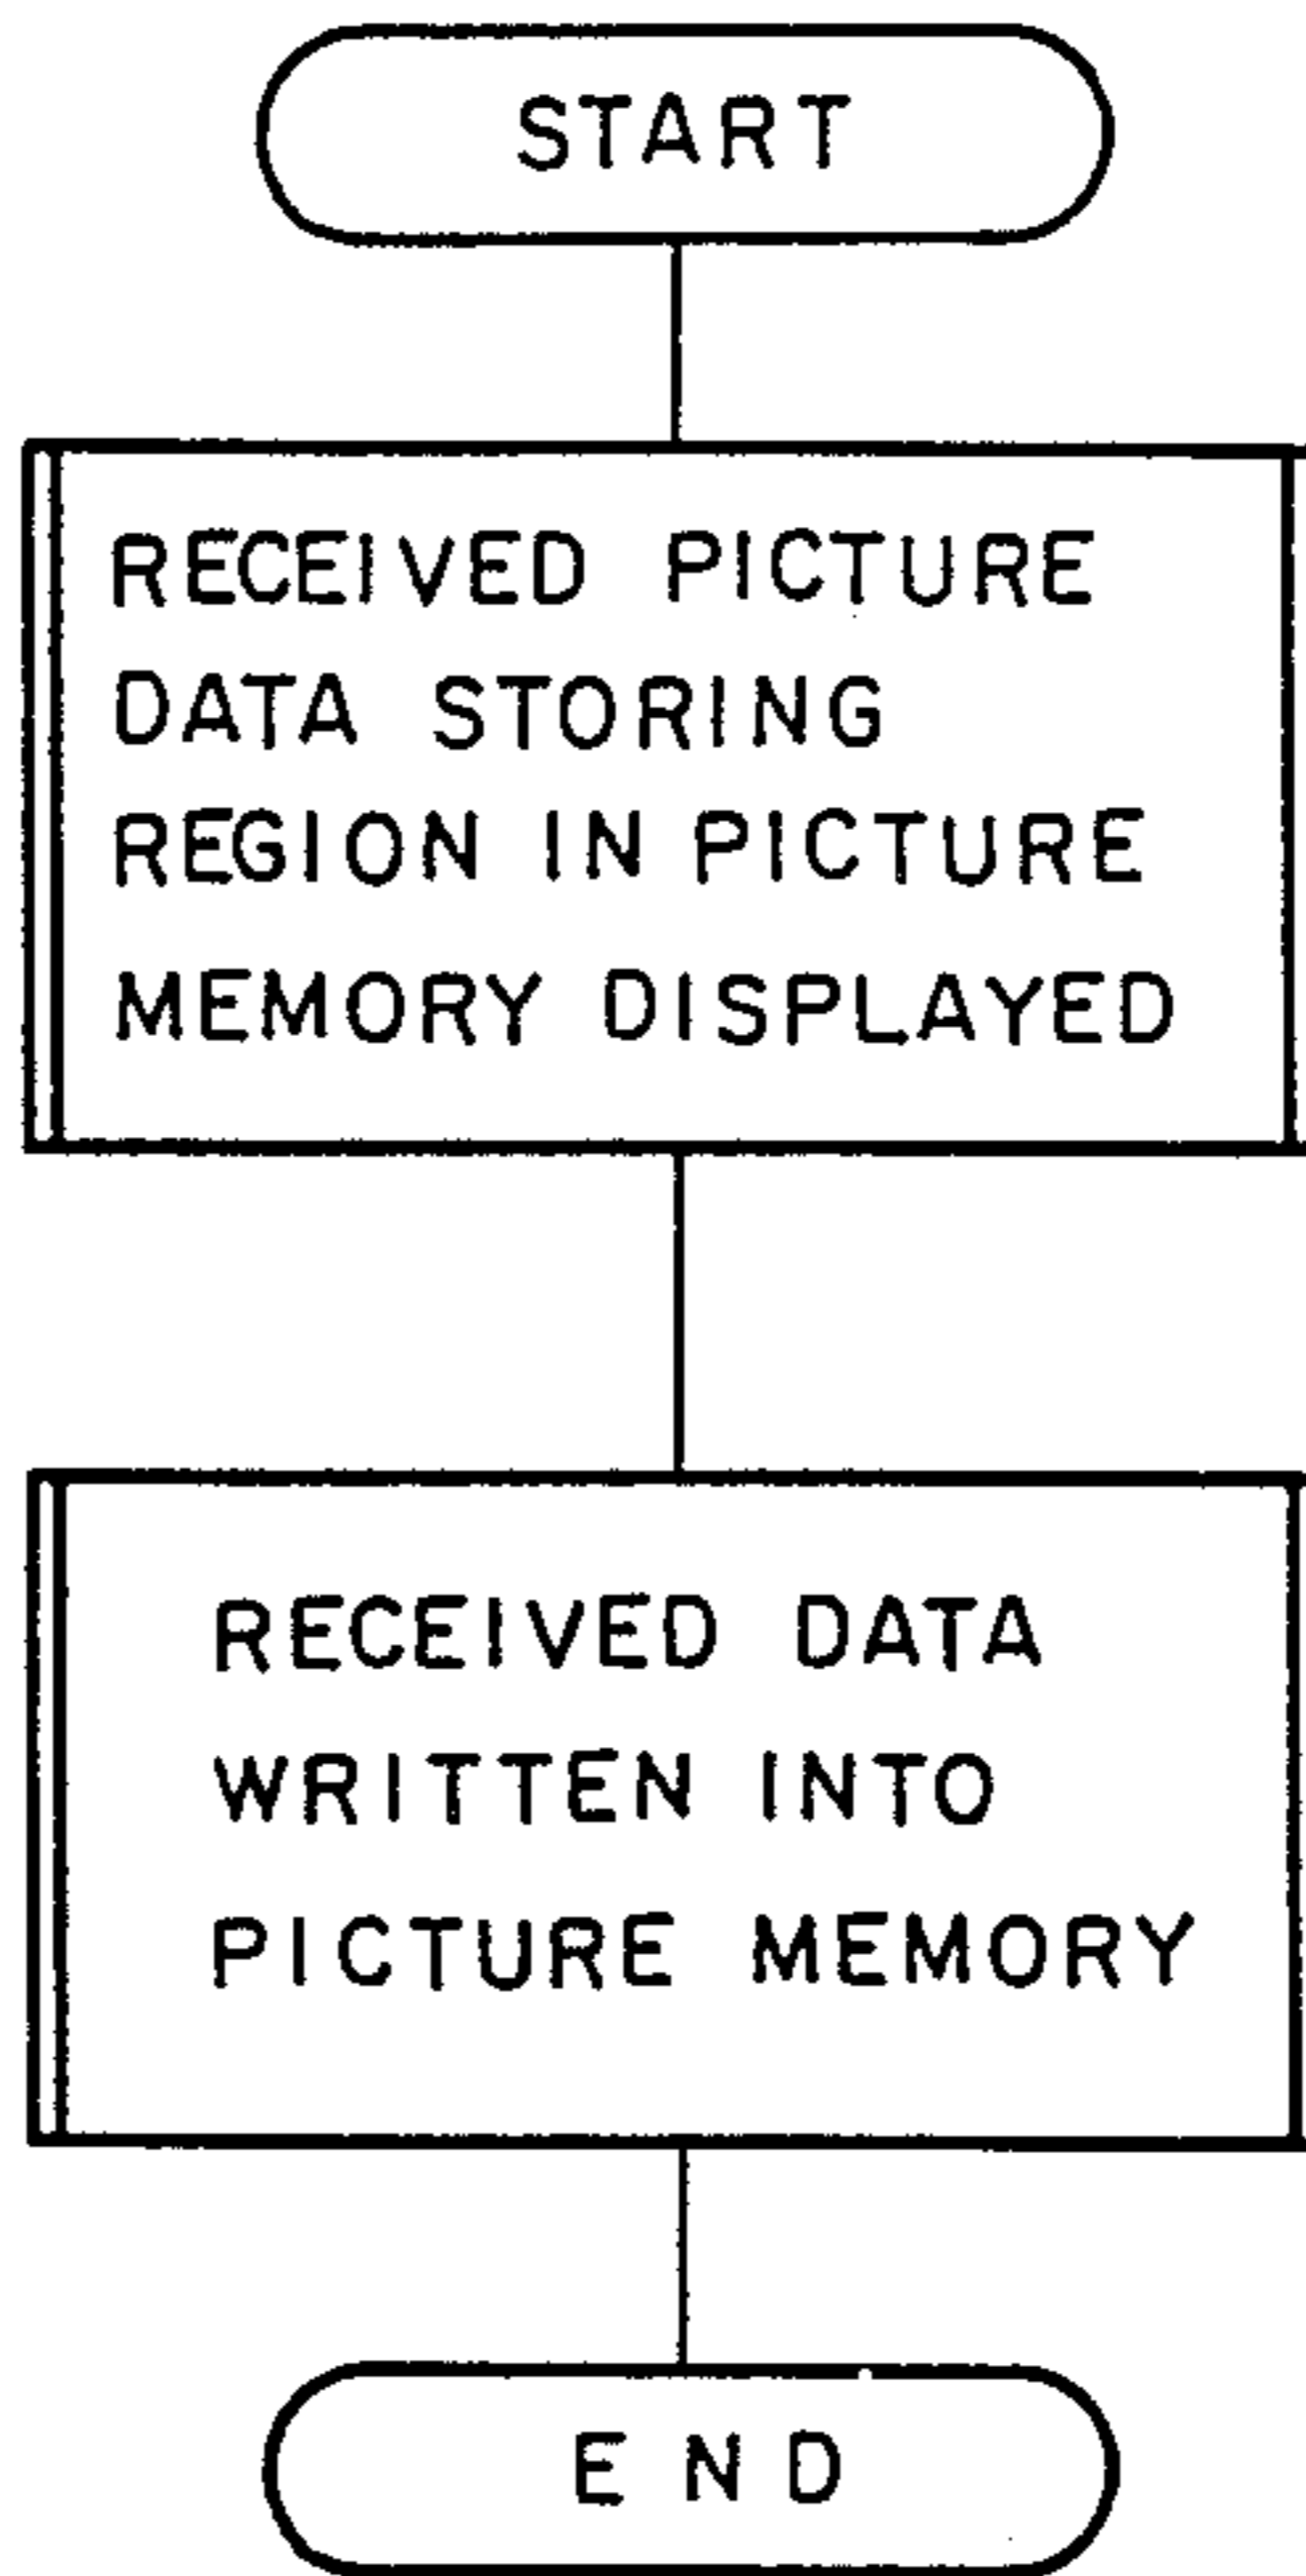 START
RECEIVED PICTURE
DATA STORING
REGION IN PICTURE
MEMORY DISPLAYED
RECEIVED DATA
WRITTEN INTO
PICTURE MEMORY
END